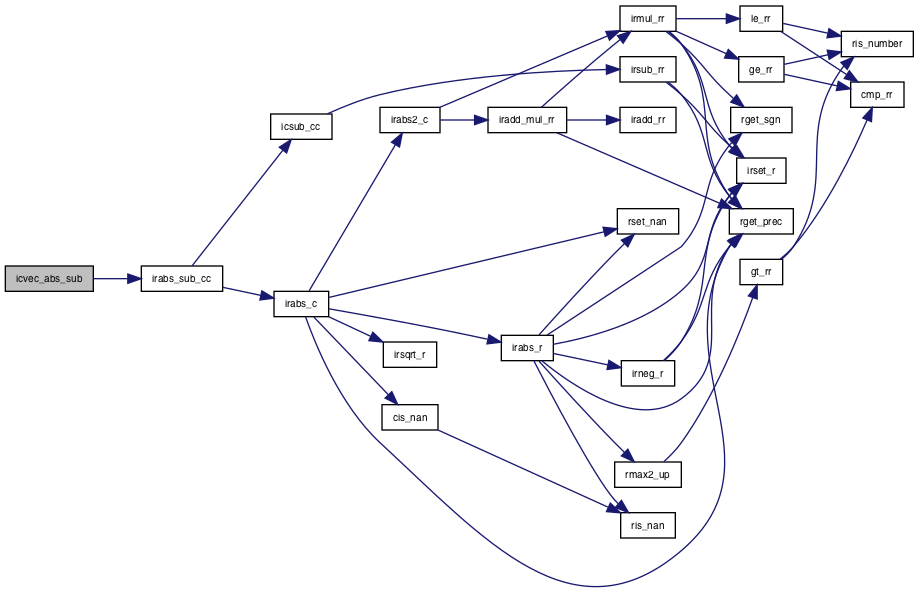 icvec_abs_sub
irabs_sub_cc
icsub_cc
irabs_c
irabs2_c
irsqrt_r
cis_nan
iradd_mul_rr
irabs_r
irmul_rr
irsub_rr
iradd_rr
rset_nan
irneg_r
rmax2_up
ris_nan
le_rr
ge_rr
rget_sgn
irset_r
rget_prec
gt_rr
ris_number
cmp_rr